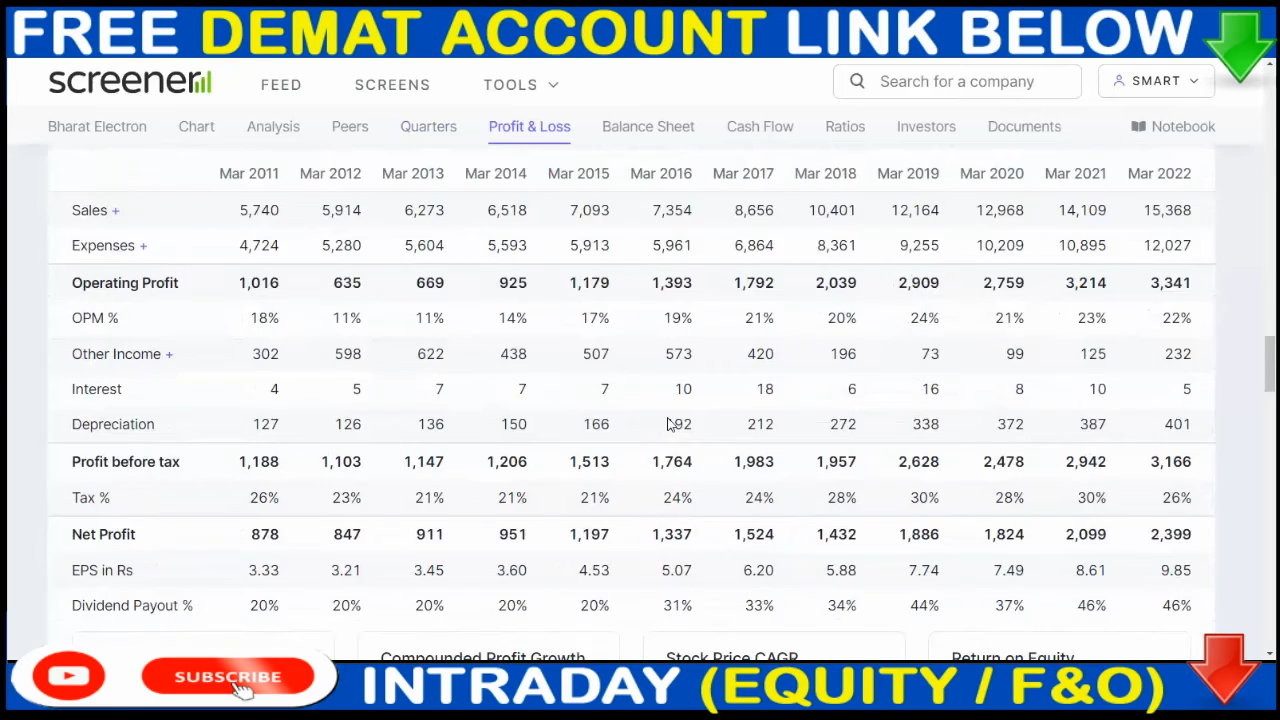 FREE DEMAT ACCOUNT LINK BELOW
screener FEED SCREENS TOOLS Search for a company SMART
Bharat Electron Chart Analysis Peers Quarters Profit & Loss Balance Sheet Cash Flow Ratios Investors Documents Notebook
Mar 2011 Mar 2012 Mar 2013 Mar 2014 Mar 2015 Mar 2016 Mar 2017 Mar 2018 Mar 2019 Mar 2020 Mar 2021 Mar 2022
Sales + 5,740 5,914 6,273 6,518 7,093 7,354 8,656 10,401 12,164 12,968 14,109 15,368
Expenses + 4,724 5,280 5,604 5,593 5,913 5,961 6,864 8,361 9,255 10,209 10,895 12,027
Operating Profit 1,016 635 669 925 1,179 1,393 1,792 2,039 2,909 2,759 3,214 3,341
OPM % 18% 11% 11% 14% 17% 19% 21% 20% 24% 21% 23% 22%
Other Income + 302 598 622 438 507 573 420 196 73 99 125 232
Interest 4 5 7 7 7 10 18 6 16 8 10 5
Depreciation 127 126 136 150 166 212 272 338 372 387 401
Profit before tax 1,188 1,103 1,147 1,206 1,513 1,764 1,983 1,957 2,628 2,478 2,942 3,166
Tax % 26% 23% 21% 21% 21% 24% 24% 28% 30% 28% 30% 26%
Net Profit 878 847 911 951 1,197 1,337 1,524 1,432 1,886 1,824 2,099 2,399
EPS in Rs 3.33 3.21 3.45 3.60 4.53 5.07 6.20 5.88 7.74 7.49 8.61 9.85
Dividend Payout % 20% 20% 20% 20% 20% 31% 33% 34% 44% 37% 46% 46%
Compounded Profit Growth Stock Price CAGR Return on Equity
SUBSCRIBE
INTRADAY (EQUITY / F&O)